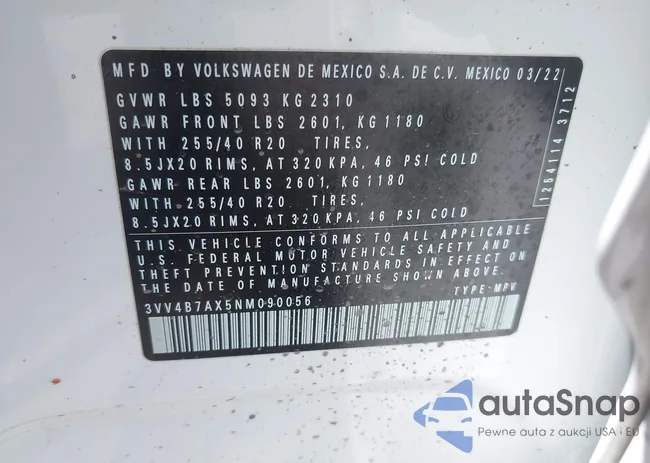 MFD BY VOLKSWAGEN DE MEXICO S.A. DE C.V. MEXICO 03/22
GVWR LBS 5093 KG 2310
GAWR FRONT LBS 2601, KG 1180
WITH 255/40 R20 TIRES,
8.5JX20 RIMS, AT 320 KPA, 46 PSI COLD
GAWR REAR LBS 2601, KG 1180
WITH 255/40 R20 TIRES,
8.5JX20 RIMS, AT 320 KPA, 46 PSI COLD
THIS VEHICLE CONFORMS TO ALL APPLICABLE
U.S. FEDERAL MOTOR VEHICLE SAFETY AND
THEFT PREVENTION STANDARDS IN EFFECT ON
THE DATE OF MANUFACTURE SHOWN ABOVE.
3VV4B7AX5NM090056 TYPE:MPV
1254114 3712
autoSnap
Pewne auta z aukcji USA i EU